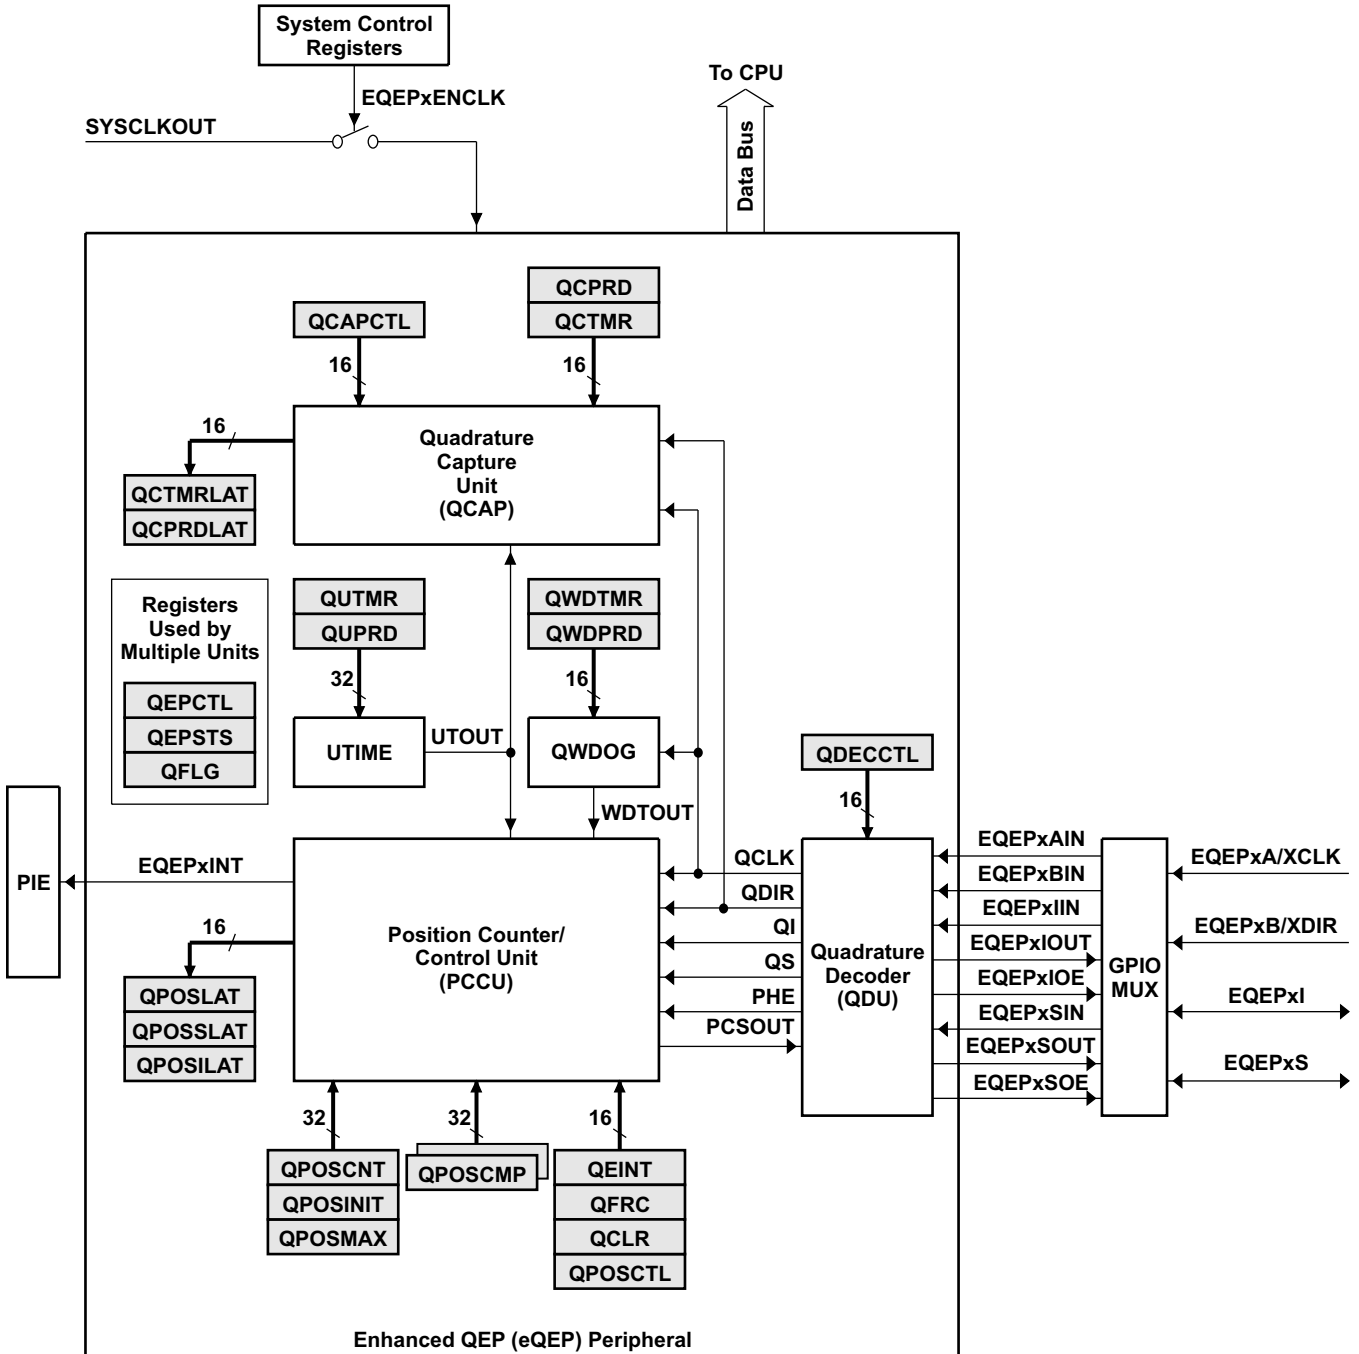 System Control
Registers
To CPU
EQEPxENCLK
SYSCLKOUT
Data Bus
QCPRD
QCAPCTL
QCTMR
16
16
16
Quadrature
Capture
Unit
(QCAP)
QCTMRLAT
QCPRDLAT
Registers
Used by
Multiple Units
QEPCTL
QEPSTS
QFLG
QUTMR
QUPRD
32
UTIME
UTOUT
QWDTMR
QWDPRD
16
QWDOG
WDTOUT
QDECCTL
16
PIE
EQEPxINT
16
QPOSLAT
QPOSSLAT
QPOSILAT
Position Counter/
Control Unit
(PCCU)
QCLK
QDIR
QI
QS
PHE
PCSOUT
Quadrature
Decoder
(QDU)
EQEPxAIN
EQEPxBIN
EQEPxIIN
EQEPxIOUT
EQEPxIOE
EQEPxSIN
EQEPxSOUT
EQEPxSOE
GPIO
MUX
EQEPxA/XCLK
EQEPxB/XDIR
EQEPxI
EQEPxS
32
32
16
QPOSCNT
QPOSINIT
QPOSMAX
QPOSCMP
QEINT
QFRC
QCLR
QPOSCTL
Enhanced QEP (eQEP) Peripheral